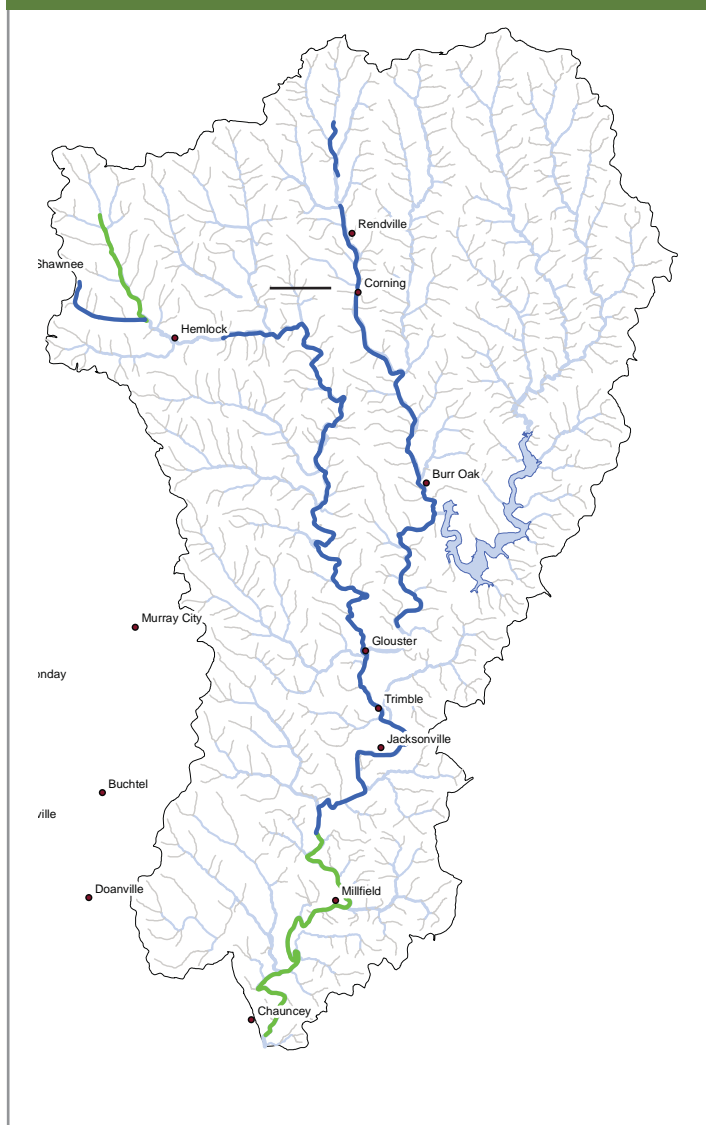 Rendville
Shawnee
Corning
Hemlock
Burr Oak
Murray City
Glouster
onday
Trimble
Jacksonville
Buchtel
ville
Doanville
Millfield
Chauncey